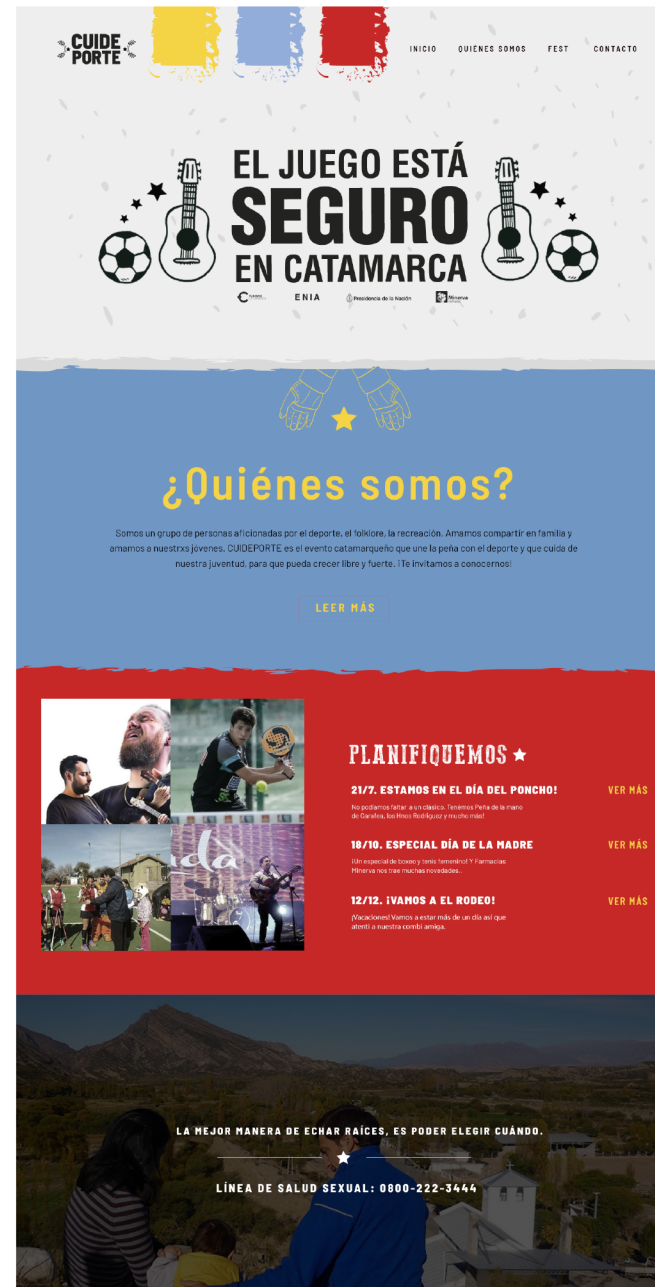 CUIDE
PORTE
INICIO QUIÉNES SOMOS FEST CONTACTO
EL JUEGO ESTÁ
SEGURO
EN CATAMARCA
ENIA Presidencia de la Nación Minerva
¿Quiénes somos?
Somos un grupo de personas aficionadas por el deporte, el folklore, la recreación. Amamos compartir en familia y
amamos a nuestrxs jóvenes. CUIDEPORTE es el evento catamarqueño que une la peña con el deporte y que cuida de
nuestra juventud, para que pueda crecer libre y fuerte. ¡Te invitamos a conocernos!
LEER MÁS
PLANIFIQUEMOS
21/7. ESTAMOS EN EL DÍA DEL PONCHO! VER MÁS
No podíamos faltar a un clásico. Tenemos Peña de la mano
de Garafea, los Hnos Rodríguez y mucho más!
18/10. ESPECIAL DÍA DE LA MADRE VER MÁS
¡Un especial de boxeo y tenis femenino! Y Farmacias
Minerva nos trae muchas novedades.
12/12. ¡VAMOS A EL RODEO! VER MÁS
¡Vacaciones! Vamos a estar más de un día así que
atenti a nuestra combi amiga.
LA MEJOR MANERA DE ECHAR RAÍCES, ES PODER ELEGIR CUÁNDO.
LÍNEA DE SALUD SEXUAL: 0800-222-3444